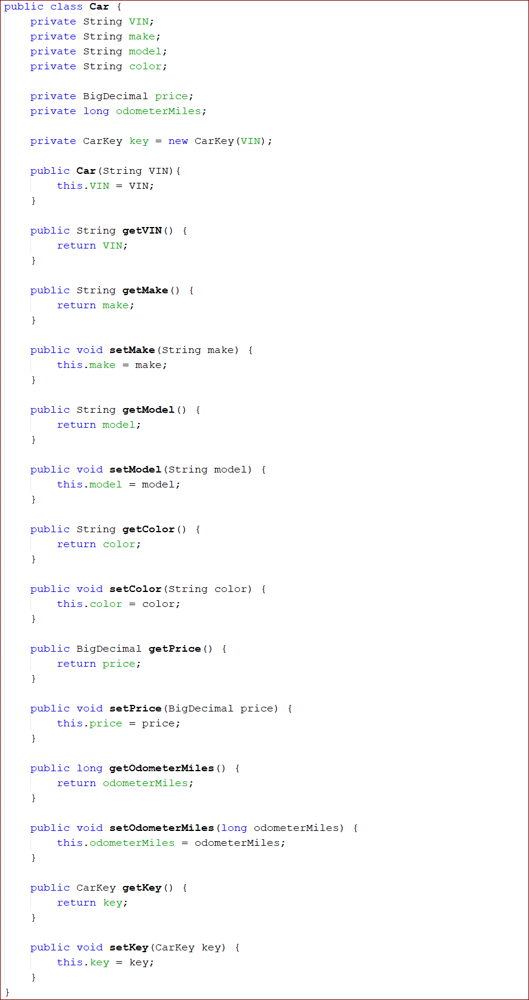 public class Car {
    private String VIN;
    private String make;
    private String model;
    private String color;

    private BigDecimal price;
    private long odometerMiles;

    private CarKey key = new CarKey(VIN);

    public Car(String VIN){
        this.VIN = VIN;
    }

    public String getVIN() {
        return VIN;
    }

    public String getMake() {
        return make;
    }

    public void setMake(String make) {
        this.make = make;
    }

    public String getModel() {
        return model;
    }

    public void setModel(String model) {
        this.model = model;
    }

    public String getColor() {
        return color;
    }

    public void setColor(String color) {
        this.color = color;
    }

    public BigDecimal getPrice() {
        return price;
    }

    public void setPrice(BigDecimal price) {
        this.price = price;
    }

    public long getOdometerMiles() {
        return odometerMiles;
    }

    public void setOdometerMiles(long odometerMiles) {
        this.odometerMiles = odometerMiles;
    }

    public CarKey getKey() {
        return key;
    }

    public void setKey(CarKey key) {
        this.key = key;
    }
}